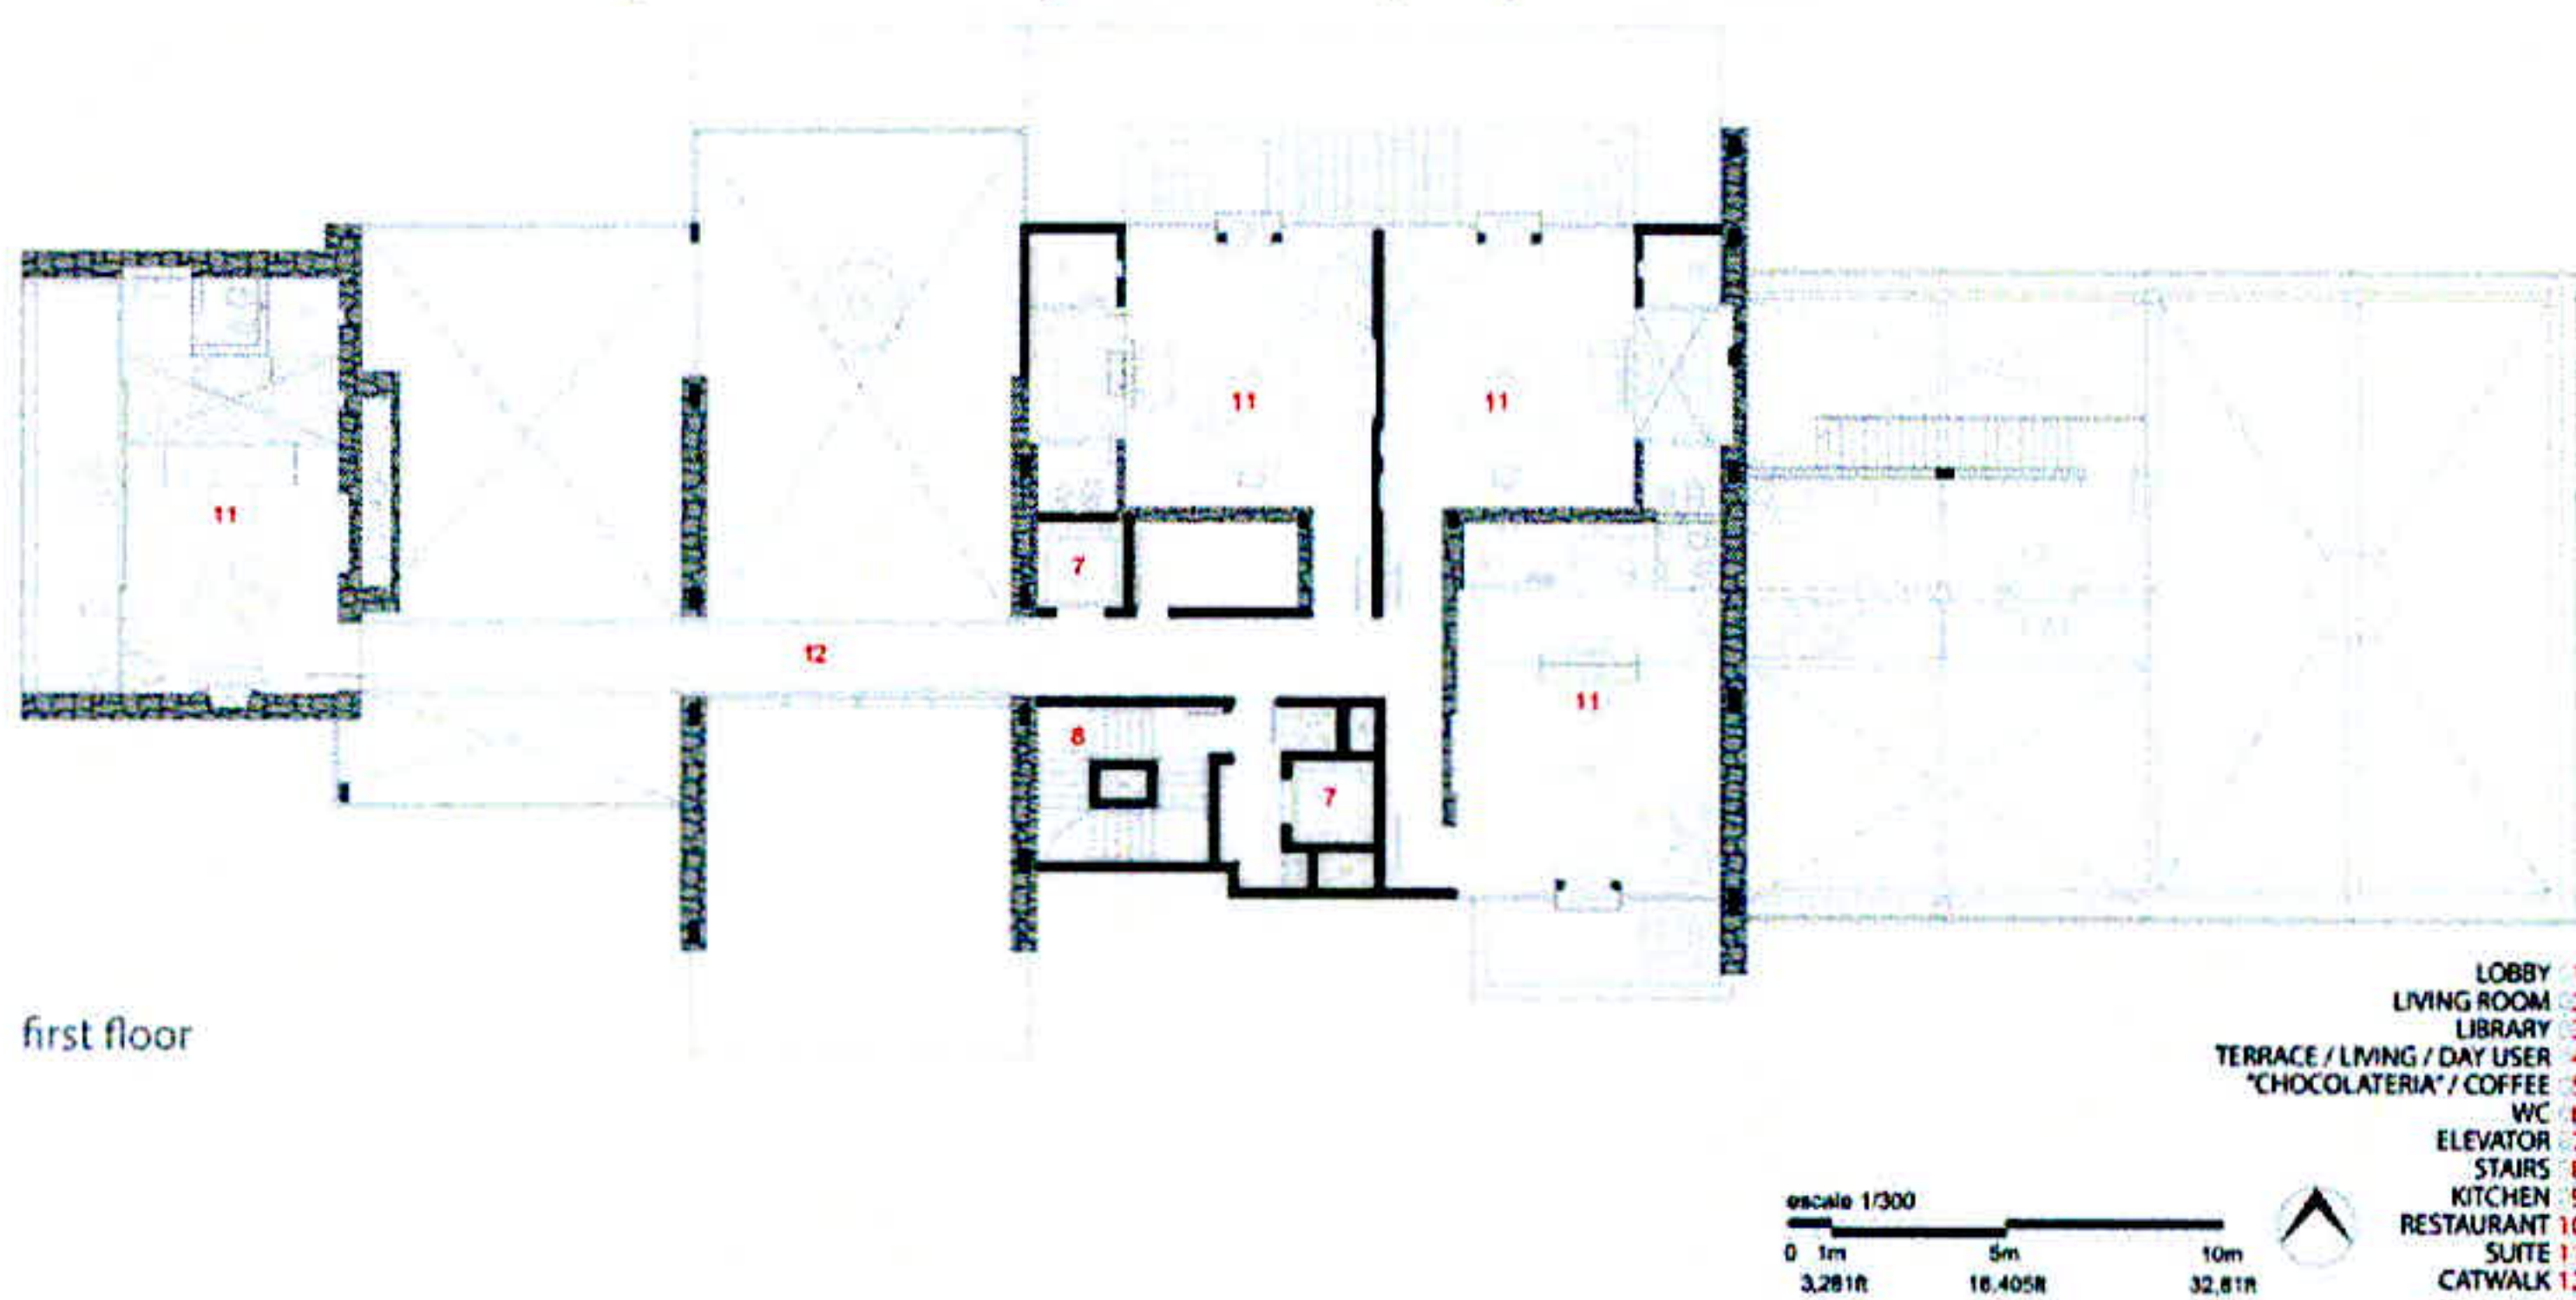 11
11
11
7
12
11
8
7
first floor
LOBBY
LIVING ROOM
LIBRARY
TERRACE / LIVING / DAY USER
"CHOCOLATERIA" / COFFEE
WC
ELEVATOR
STAIRS
KITCHEN
RESTAURANT
SUITE
CATWALK
escale 1/300
0 1m 5m 10m
3,281ft 16.405ft 32,81ft